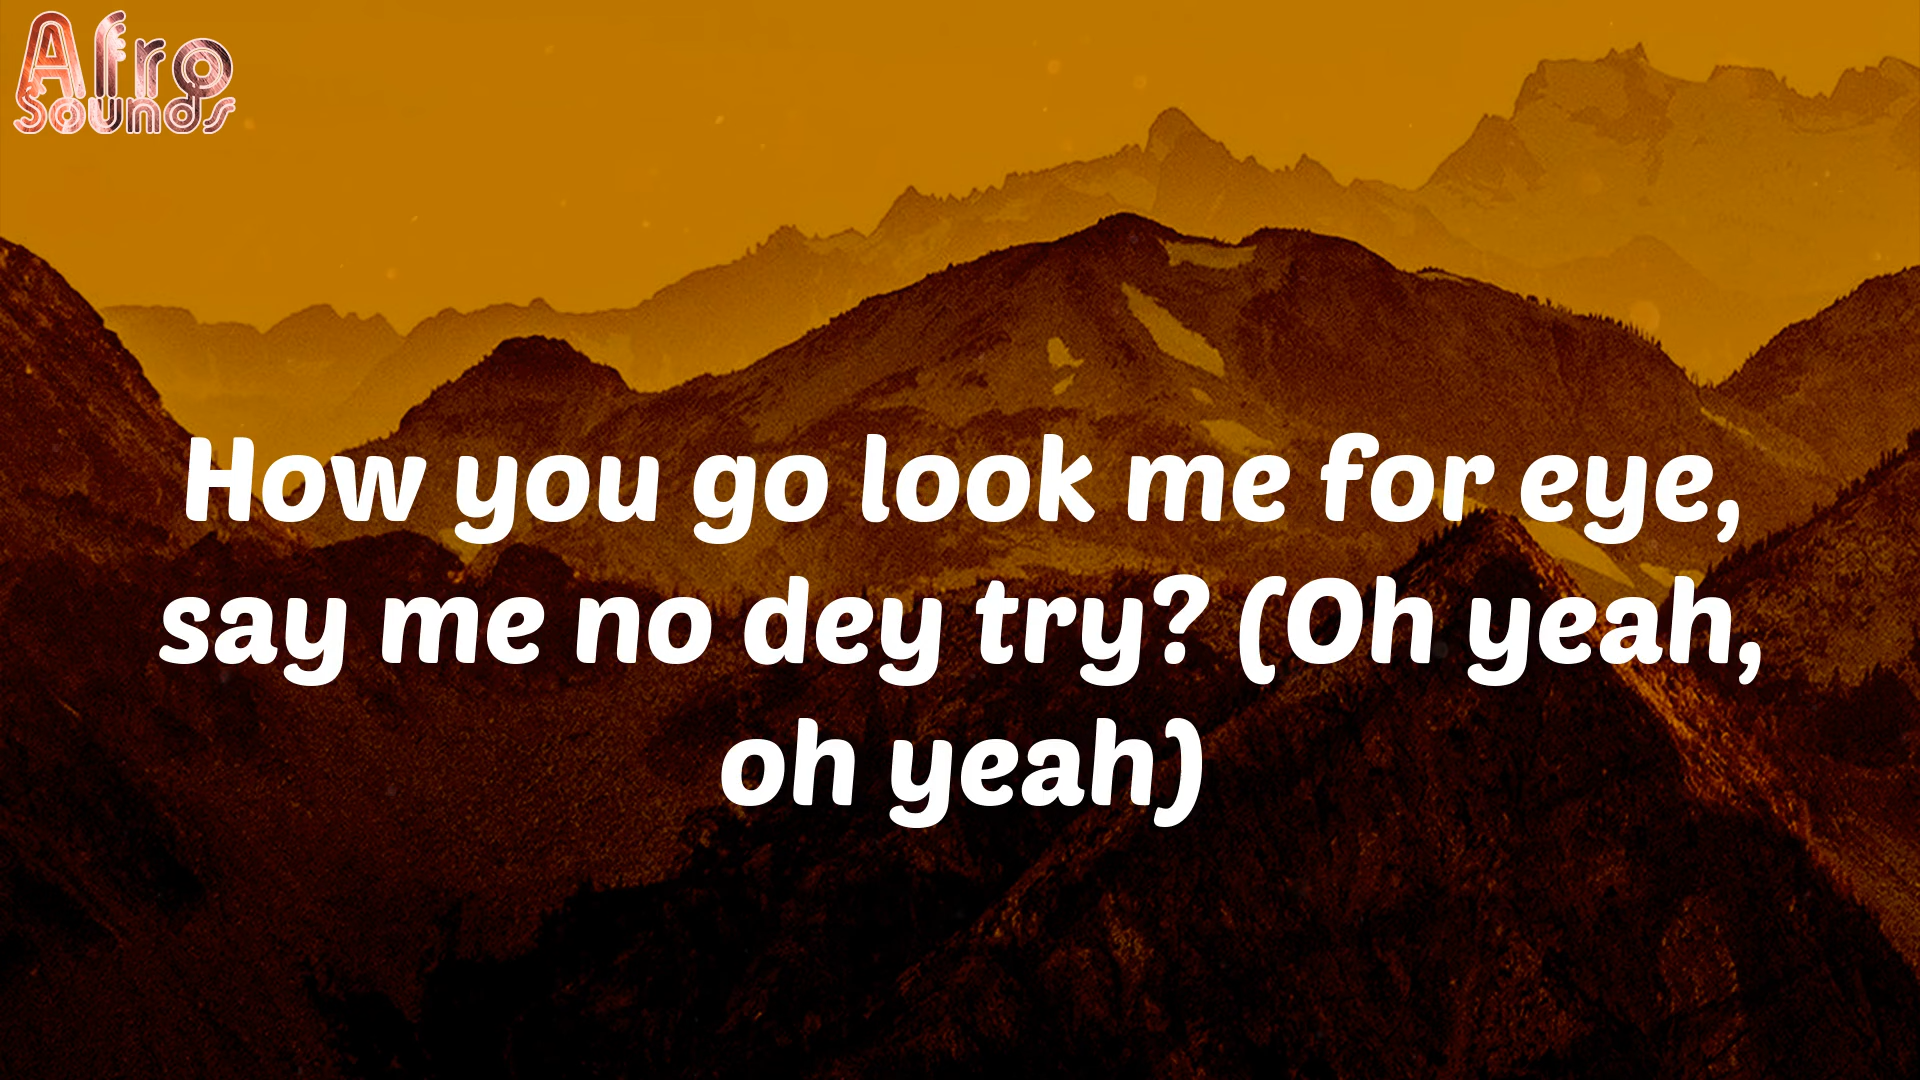 Afro
Sounds
How you go look me for eye,
say me no dey try? (Oh yeah,
oh yeah)